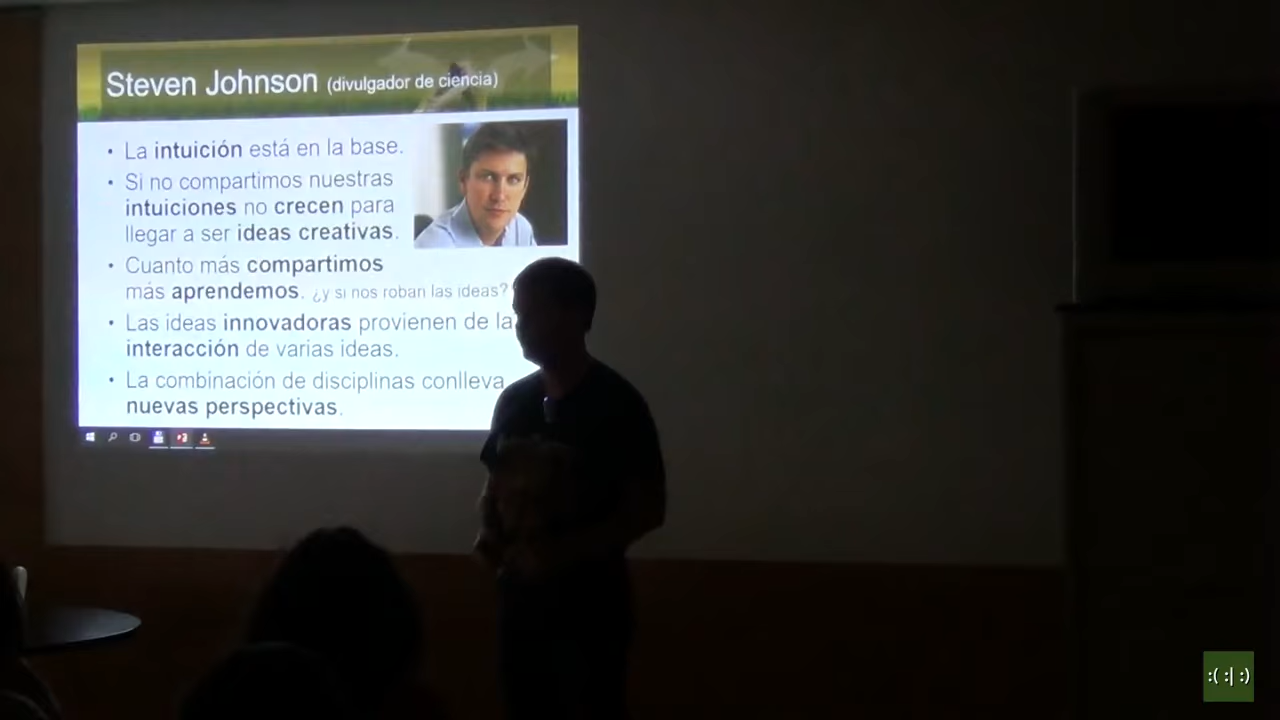 Steven Johnson (divulgador de ciencia)
• La intuición está en la base.
• Si no compartimos nuestras
intuiciones no crecen para
llegar a ser ideas creativas.
• Cuanto más compartimos
más aprendemos. ¿y si nos roban las ideas?
• Las ideas innovadoras provienen de la
interacción de varias ideas.
• La combinación de disciplinas conlleva
nuevas perspectivas.
:( :| :)